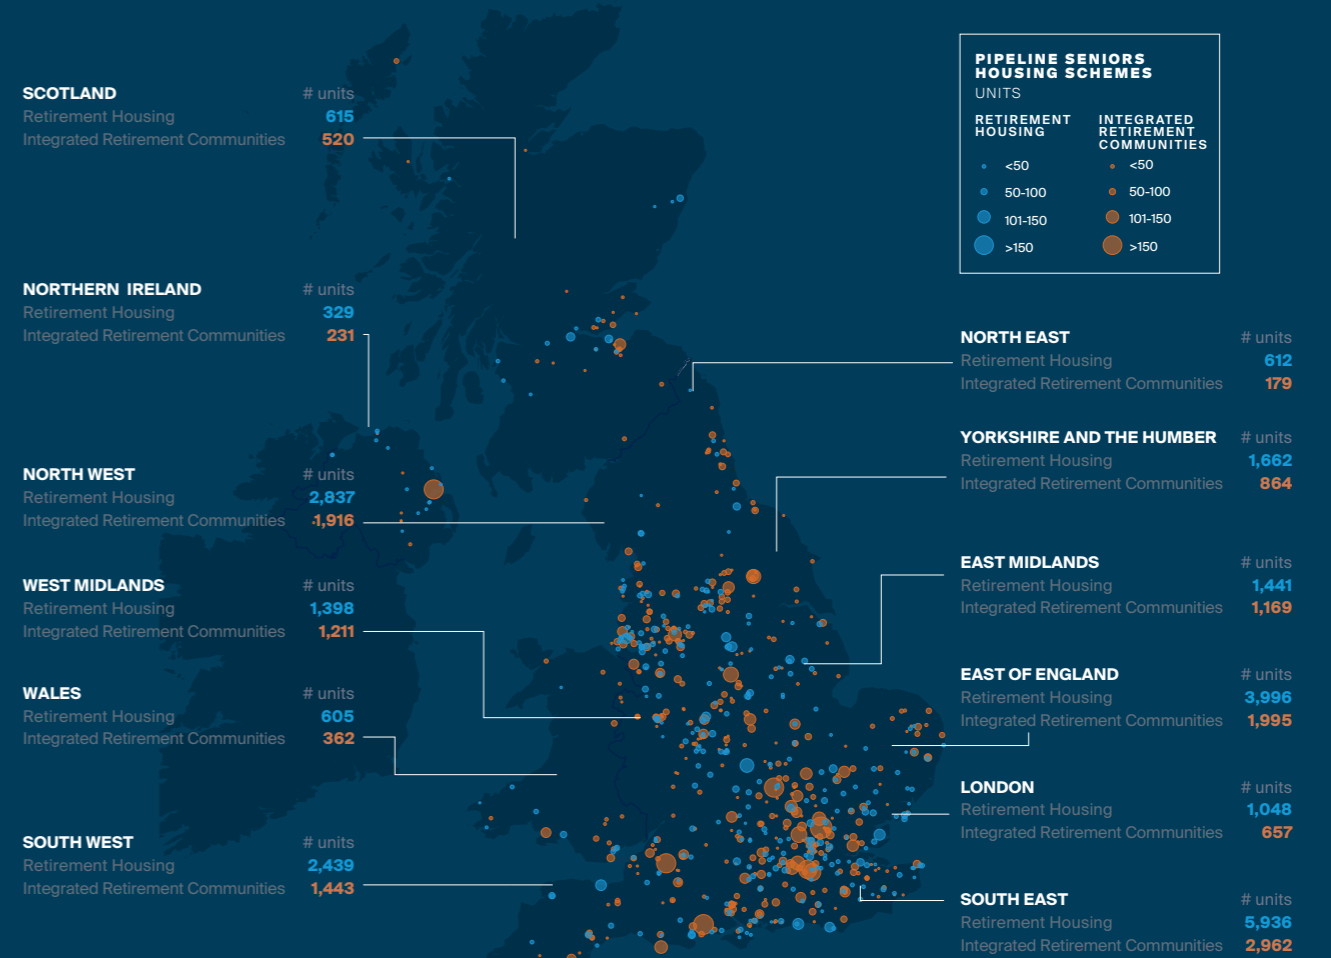 SCOTLAND # units
Retirement Housing 615
Integrated Retirement Communities 520
NORTHERN IRELAND # units
Retirement Housing 329
Integrated Retirement Communities 231
NORTH WEST # units
Retirement Housing 2,837
Integrated Retirement Communities 1,916
WEST MIDLANDS # units
Retirement Housing 1,398
Integrated Retirement Communities 1,211
WALES # units
Retirement Housing 605
Integrated Retirement Communities 362
SOUTH WEST # units
Retirement Housing 2,439
Integrated Retirement Communities 1,443
PIPELINE SENIORS
HOUSING SCHEMES
UNITS
RETIREMENT
HOUSING
<50
50-100
101-150
>150
INTEGRATED
RETIREMENT
COMMUNITIES
<50
50-100
101-150
>150
NORTH EAST # units
Retirement Housing 612
Integrated Retirement Communities 179
YORKSHIRE AND THE HUMBER # units
Retirement Housing 1,662
Integrated Retirement Communities 864
EAST MIDLANDS # units
Retirement Housing 1,441
Integrated Retirement Communities 1,169
EAST OF ENGLAND # units
Retirement Housing 3,996
Integrated Retirement Communities 1,995
LONDON # units
Retirement Housing 1,048
Integrated Retirement Communities 657
SOUTH EAST # units
Retirement Housing 5,936
Integrated Retirement Communities 2,962